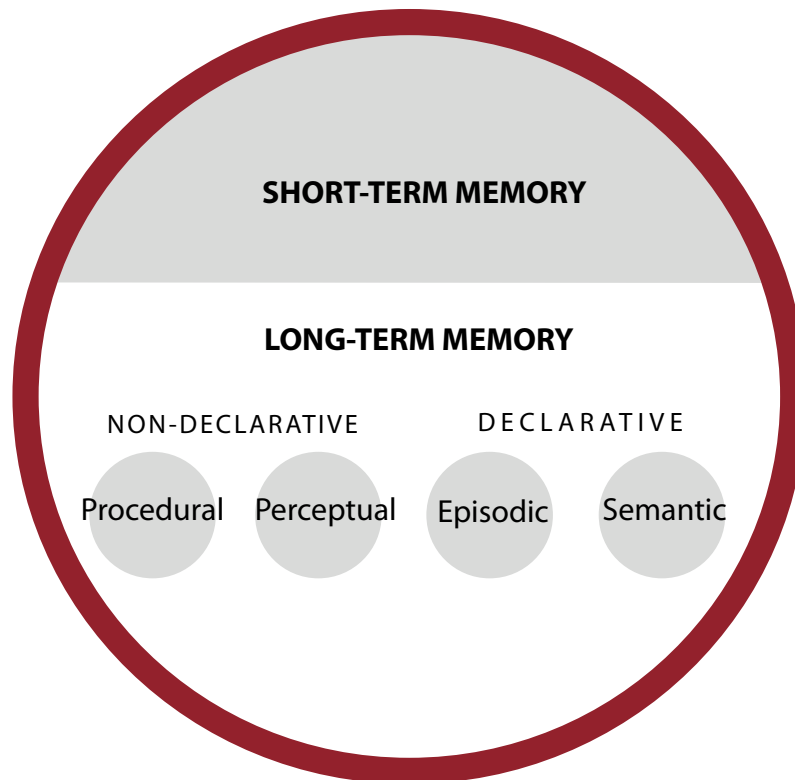 SHORT-TERM MEMORY
LONG-TERM MEMORY
NON-DECLARATIVE
DECLARATIVE
Procedural
Perceptual
Episodic
Semantic